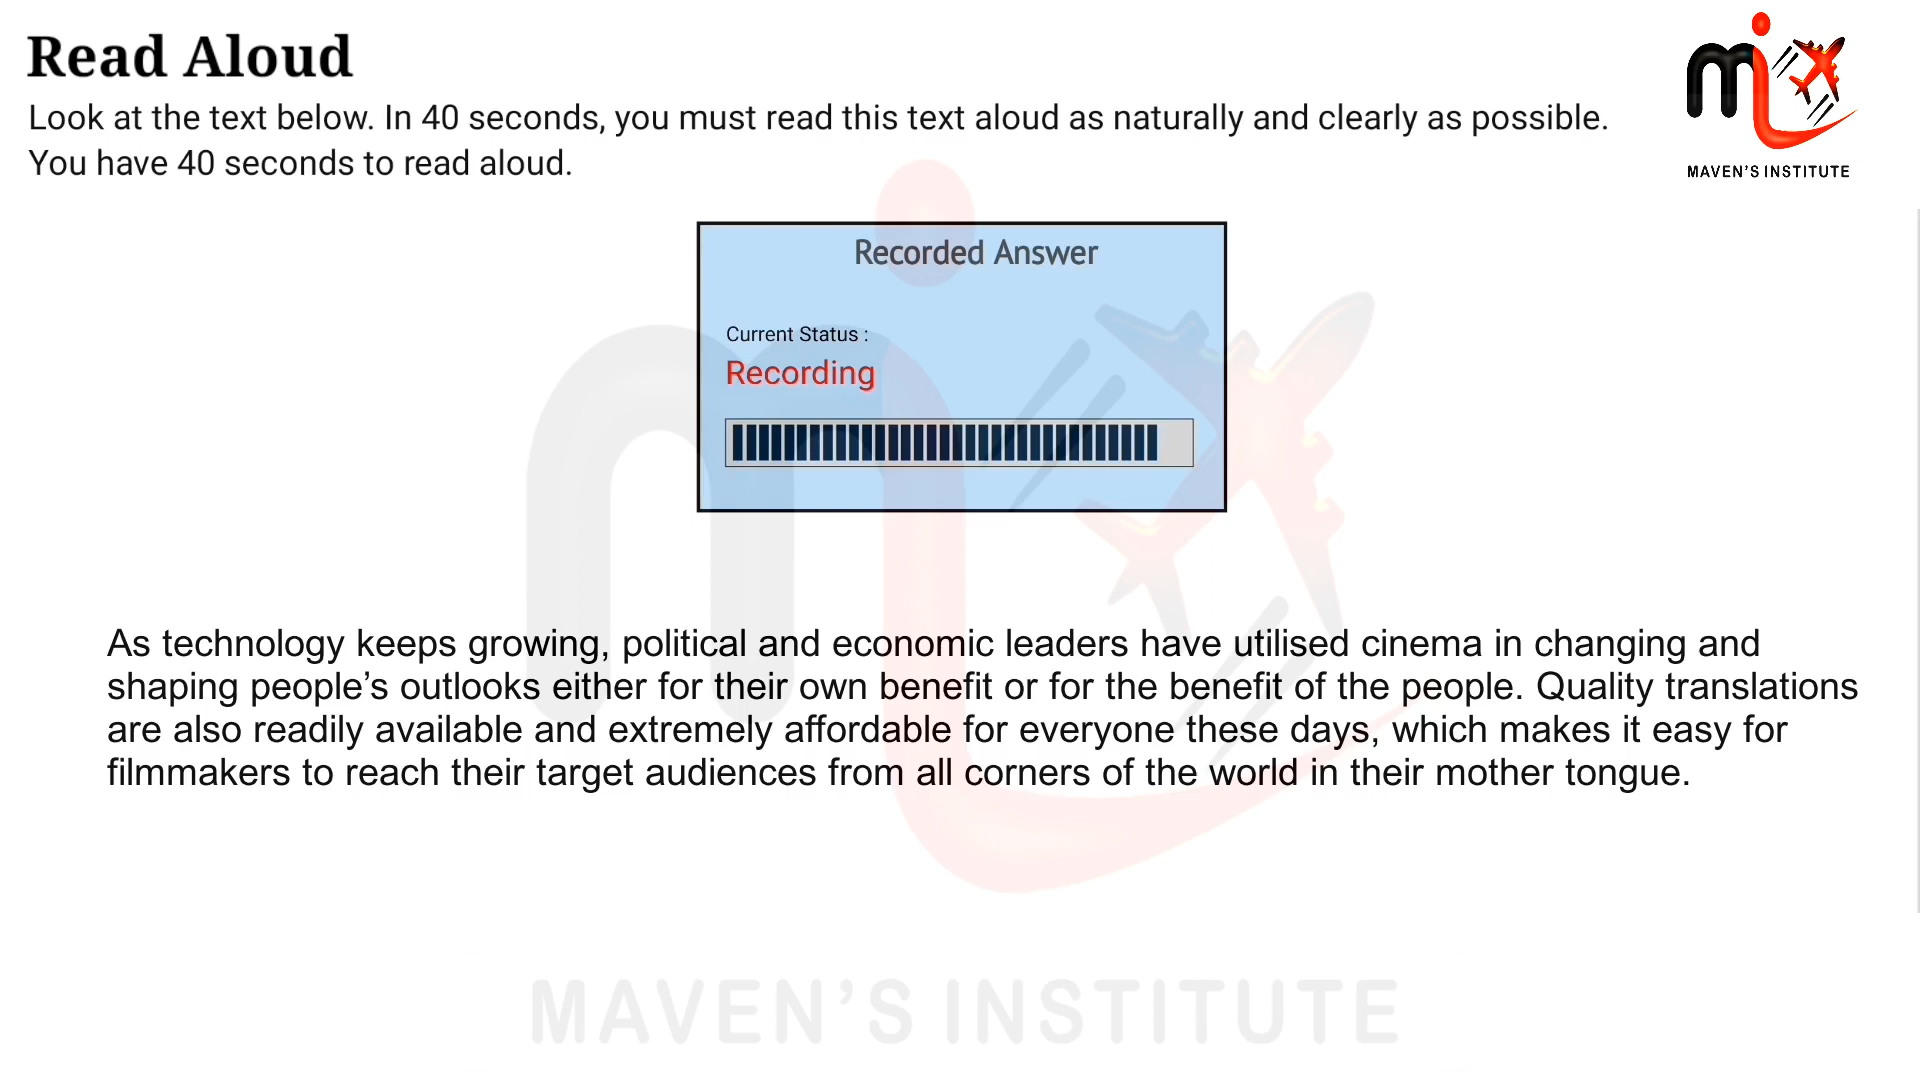 Read Aloud
Look at the text below. In 40 seconds, you must read this text aloud as naturally and clearly as possible.
You have 40 seconds to read aloud.
MAVEN'S INSTITUTE
Recorded Answer
Current Status :
Recording
As technology keeps growing, political and economic leaders have utilised cinema in changing and
shaping people’s outlooks either for their own benefit or for the benefit of the people. Quality translations
are also readily available and extremely affordable for everyone these days, which makes it easy for
filmmakers to reach their target audiences from all corners of the world in their mother tongue.
MAVEN'S INSTITUTE